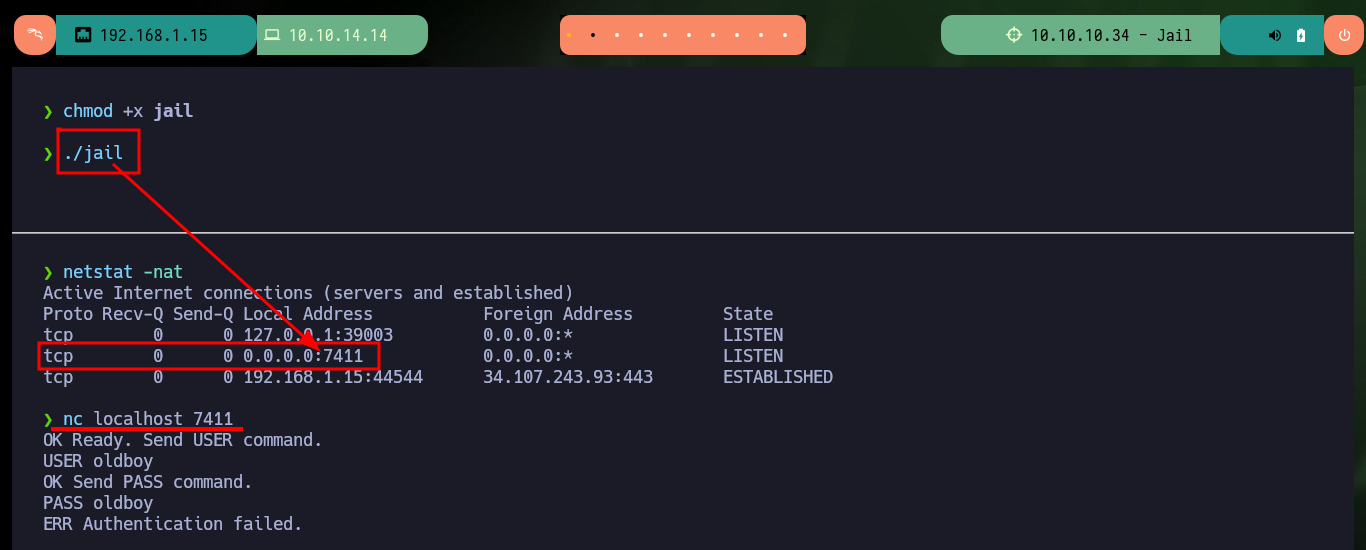 192.168.1.15 10.10.14.14 10.10.10.34 - Jail
❯ chmod +x jail
❯ ./jail
❯ netstat -nat
Active Internet connections (servers and established)
Proto Recv-Q Send-Q Local Address Foreign Address State
tcp 0 0 127.0.0.1:39003 0.0.0.0:* LISTEN
tcp 0 0 0.0.0.0:7411 0.0.0.0:* LISTEN
tcp 0 0 192.168.1.15:44544 34.107.243.93:443 ESTABLISHED
❯ nc localhost 7411
OK Ready. Send USER command.
USER oldboy
OK Send PASS command.
PASS oldboy
ERR Authentication failed.